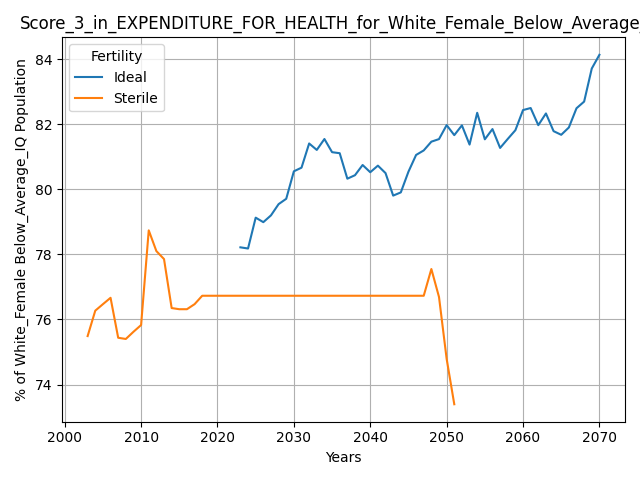 Score_3_in_EXPENDITURE_FOR_HEALTH_for_White_Female_Below_Average_
Fertility
Ideal
Sterile
% of White_Female Below_Average_IQ Population
84
82
80
78
76
74
2000
2010
2020
2030
2040
2050
2060
2070
Years